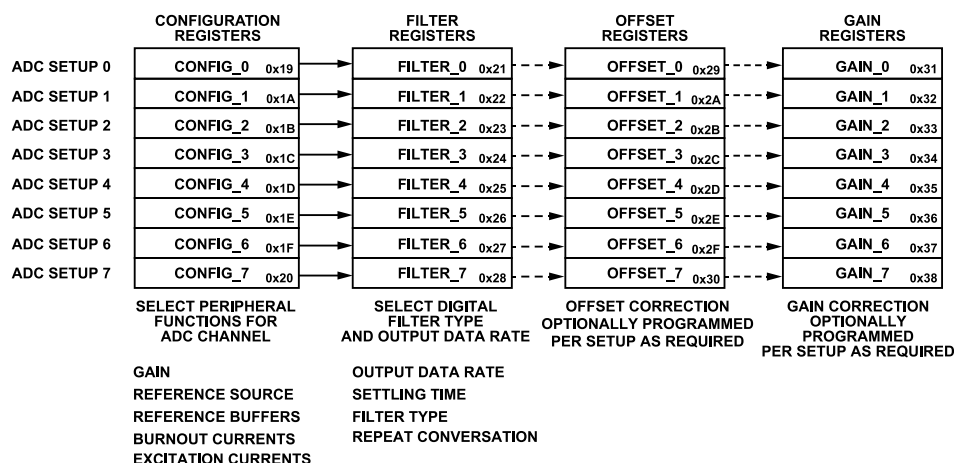 CONFIGURATION REGISTERS
FILTER REGISTERS
OFFSET REGISTERS
GAIN REGISTERS
ADC SETUP 0 CONFIG_0 0x19 FILTER_0 0x21 OFFSET_0 0x29 GAIN_0 0x31
ADC SETUP 1 CONFIG_1 0x1A FILTER_1 0x22 OFFSET_1 0x2A GAIN_1 0x32
ADC SETUP 2 CONFIG_2 0x1B FILTER_2 0x23 OFFSET_2 0x2B GAIN_2 0x33
ADC SETUP 3 CONFIG_3 0x1C FILTER_3 0x24 OFFSET_3 0x2C GAIN_3 0x34
ADC SETUP 4 CONFIG_4 0x1D FILTER_4 0x25 OFFSET_4 0x2D GAIN_4 0x35
ADC SETUP 5 CONFIG_5 0x1E FILTER_5 0x26 OFFSET_5 0x2E GAIN_5 0x36
ADC SETUP 6 CONFIG_6 0x1F FILTER_6 0x27 OFFSET_6 0x2F GAIN_6 0x37
ADC SETUP 7 CONFIG_7 0x20 FILTER_7 0x28 OFFSET_7 0x30 GAIN_7 0x38
SELECT PERIPHERAL
FUNCTIONS FOR
ADC CHANNEL
SELECT DIGITAL
FILTER TYPE
AND OUTPUT DATA RATE
OFFSET CORRECTION
OPTIONALLY PROGRAMMED
PER SETUP AS REQUIRED
GAIN CORRECTION
OPTIONALLY
PROGRAMMED
PER SETUP AS REQUIRED
GAIN
REFERENCE SOURCE
REFERENCE BUFFERS
BURNOUT CURRENTS
EXCITATION CURRENTS
OUTPUT DATA RATE
SETTLING TIME
FILTER TYPE
REPEAT CONVERSATION